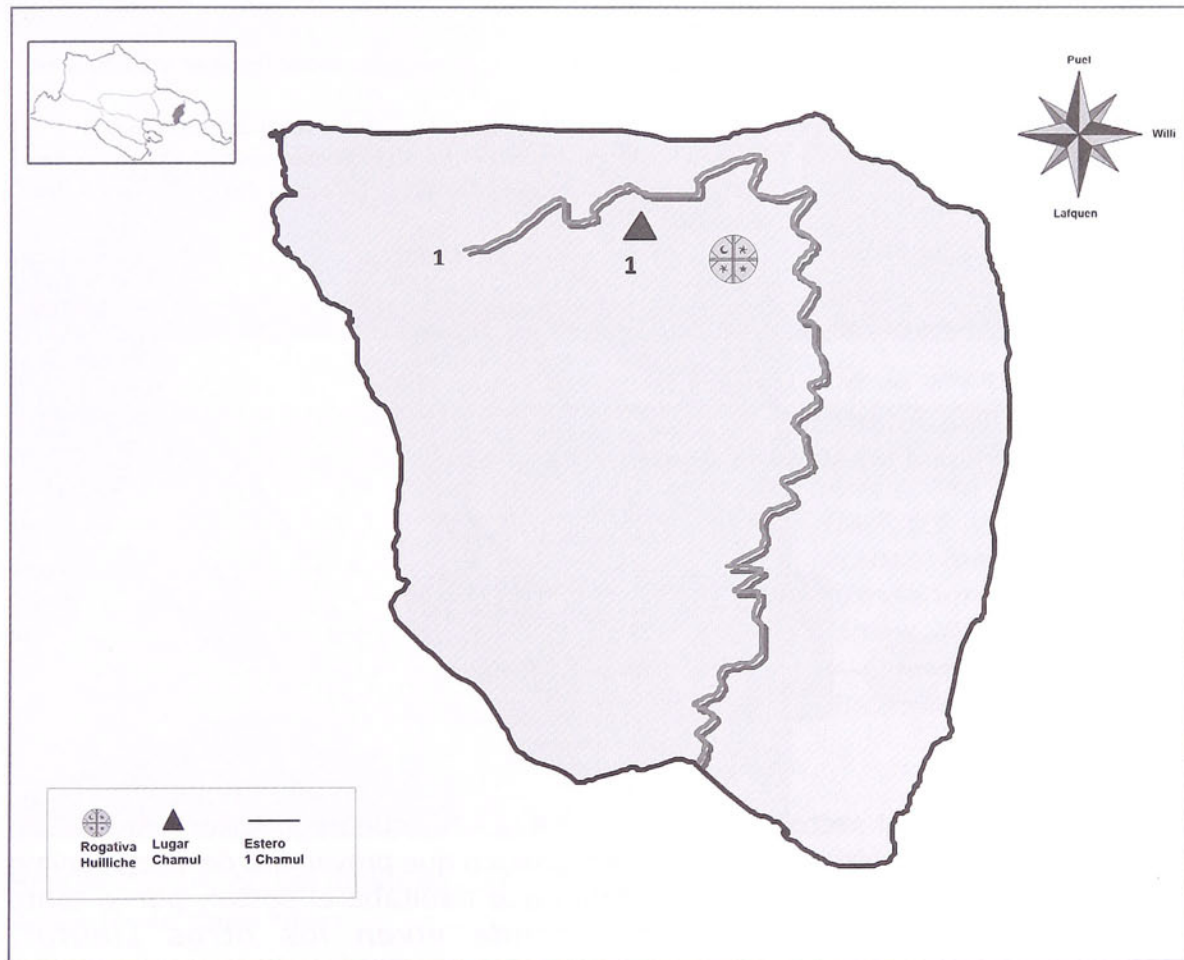 Puel
Willi
Lafquen
1
1
Rogativa
Huilliche
Lugar
Chamul
Estero
1 Chamul